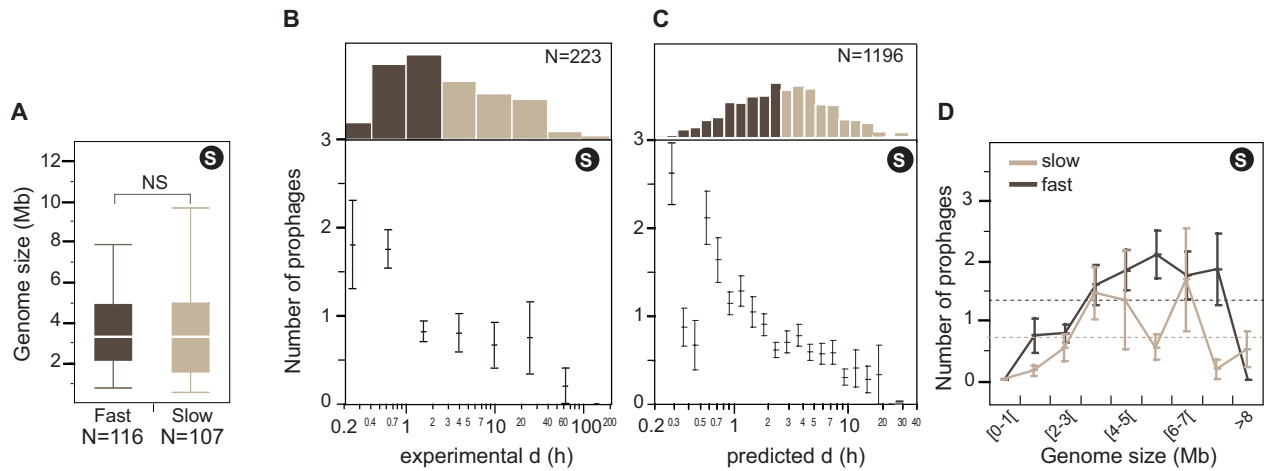 A
Genome size (Mb)
12
10
8
6
4
2
S
NS
Fast
Slow
N=116
N=107
B
N=223
S
Number of prophages
3
2
1
0
0.2 0.4 0.7 1 2 4 7 10 20 40 60 100 200
experimental d (h)
C
N=1196
S
3
2
1
0
0.3 0.5 0.7 1 2 3 4 5 7 10 20 30 40
predicted d (h)
D
S
slow
fast
Number of prophages
3
2
1
0
[0-1[ [2-3[ [4-5[ [6-7[ >8
Genome size (Mb)